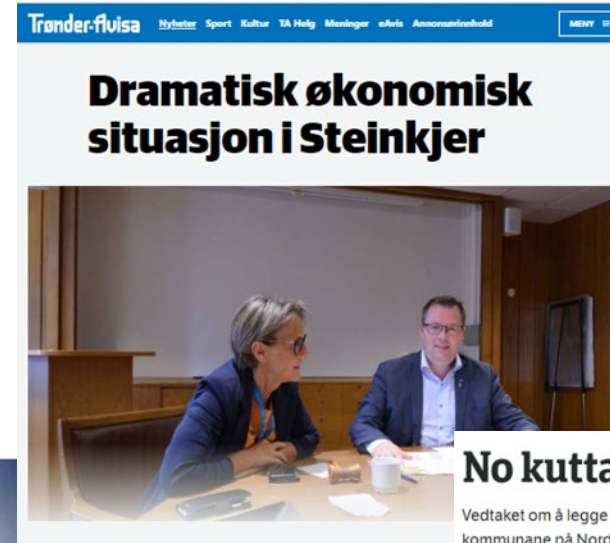 Trønder-Avisa Nyheter Sport Kultur TA Helg Meninger eAvis Annonsørinnhold MENY
Dramatisk økonomisk
situasjon i Steinkjer
No kutta
Vedtaket om å legge
kommunane på Nord